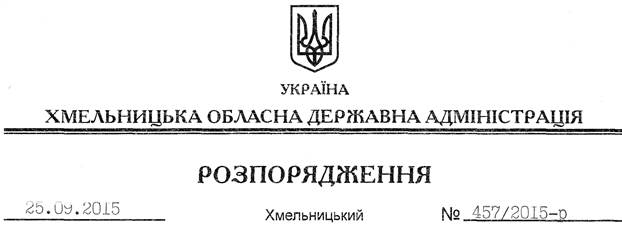 УКРАЇНА
ХМЕЛЬНИЦЬКА ОБЛАСНА ДЕРЖАВНА АДМІНІСТРАЦІЯ
РОЗПОРЯДЖЕННЯ
25.09.2015 Хмельницький № 457/2015-р